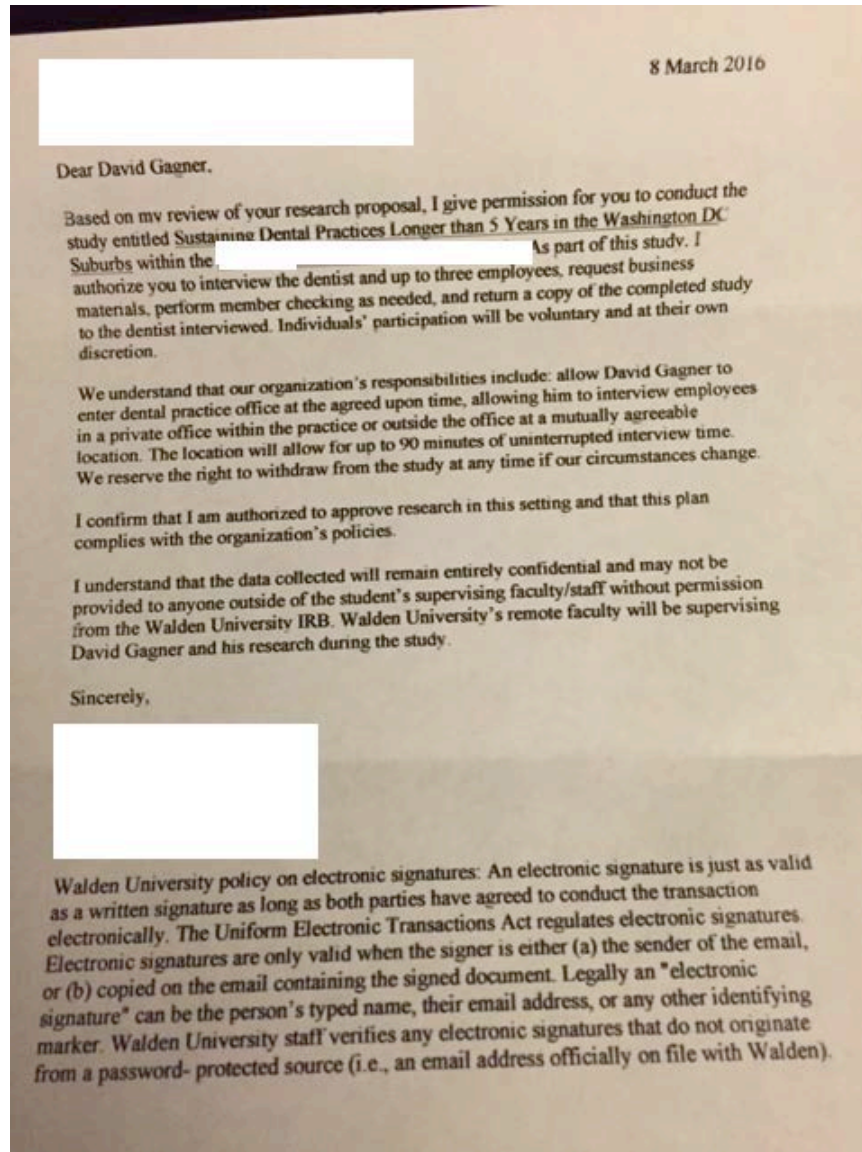 8 March 2016
Dear David Gagner,
Based on my review of your research proposal, I give permission for you to conduct the
study entitled Sustaining Dental Practices Longer than 5 Years in the Washington DC
Suburbs within the As part of this study. I
authorize you to interview the dentist and up to three employees, request business
materials, perform member checking as needed, and return a copy of the completed study
to the dentist interviewed. Individuals' participation will be voluntary and at their own
discretion.
We understand that our organization's responsibilities include: allow David Gagner to
enter dental practice office at the agreed upon time, allowing him to interview employees
in a private office within the practice or outside the office at a mutually agreeable
location. The location will allow for up to 90 minutes of uninterrupted interview time.
We reserve the right to withdraw from the study at any time if our circumstances change.
I confirm that I am authorized to approve research in this setting and that this plan
complies with the organization's policies.
I understand that the data collected will remain entirely confidential and may not be
provided to anyone outside of the student's supervising faculty/staff without permission
from the Walden University IRB. Walden University's remote faculty will be supervising
David Gagner and his research during the study.
Sincerely,
Walden University policy on electronic signatures: An electronic signature is just as valid
as a written signature as long as both parties have agreed to conduct the transaction
electronically. The Uniform Electronic Transactions Act regulates electronic signatures.
Electronic signatures are only valid when the signer is either (a) the sender of the email,
or (b) copied on the email containing the signed document. Legally an "electronic
signature" can be the person's typed name, their email address, or any other identifying
marker. Walden University staff verifies any electronic signatures that do not originate
from a password- protected source (i.e., an email address officially on file with Walden).